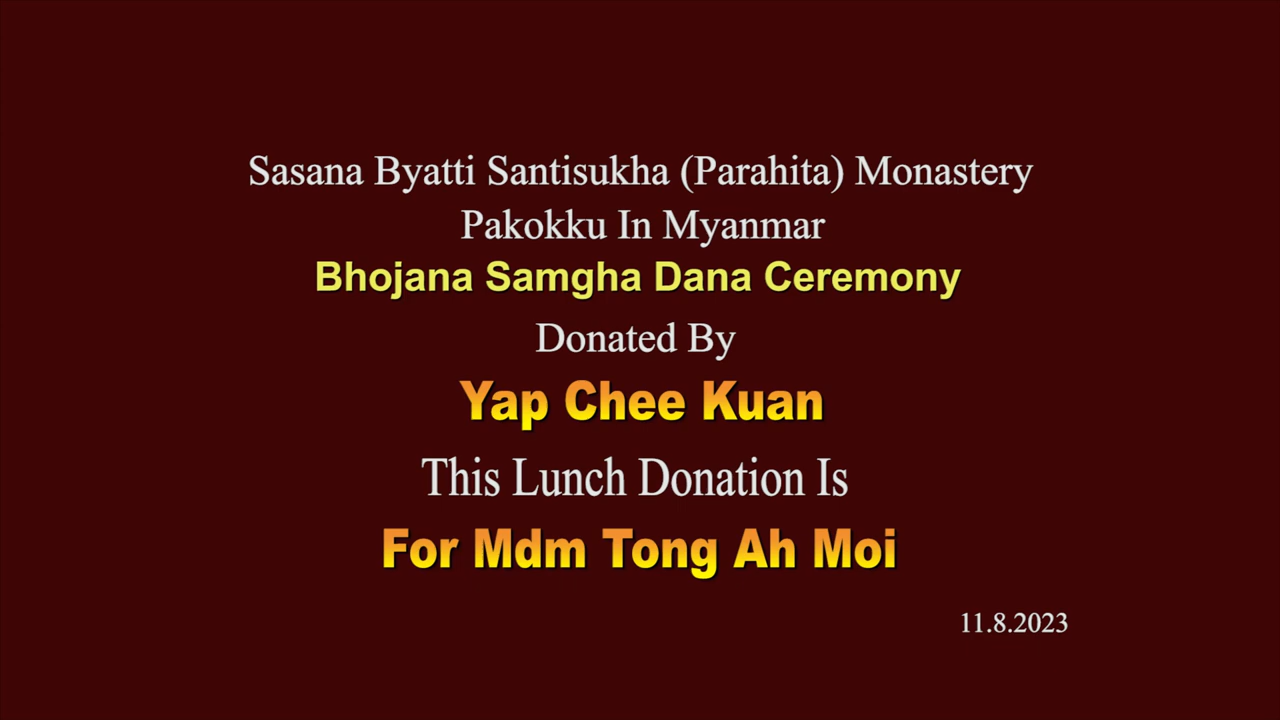 Sasana Byatti Santisukha (Parahita) Monastery
Pakokku In Myanmar
Bhojana Samgha Dana Ceremony
Donated By
Yap Chee Kuan
This Lunch Donation Is
For Mdm Tong Ah Moi
11.8.2023